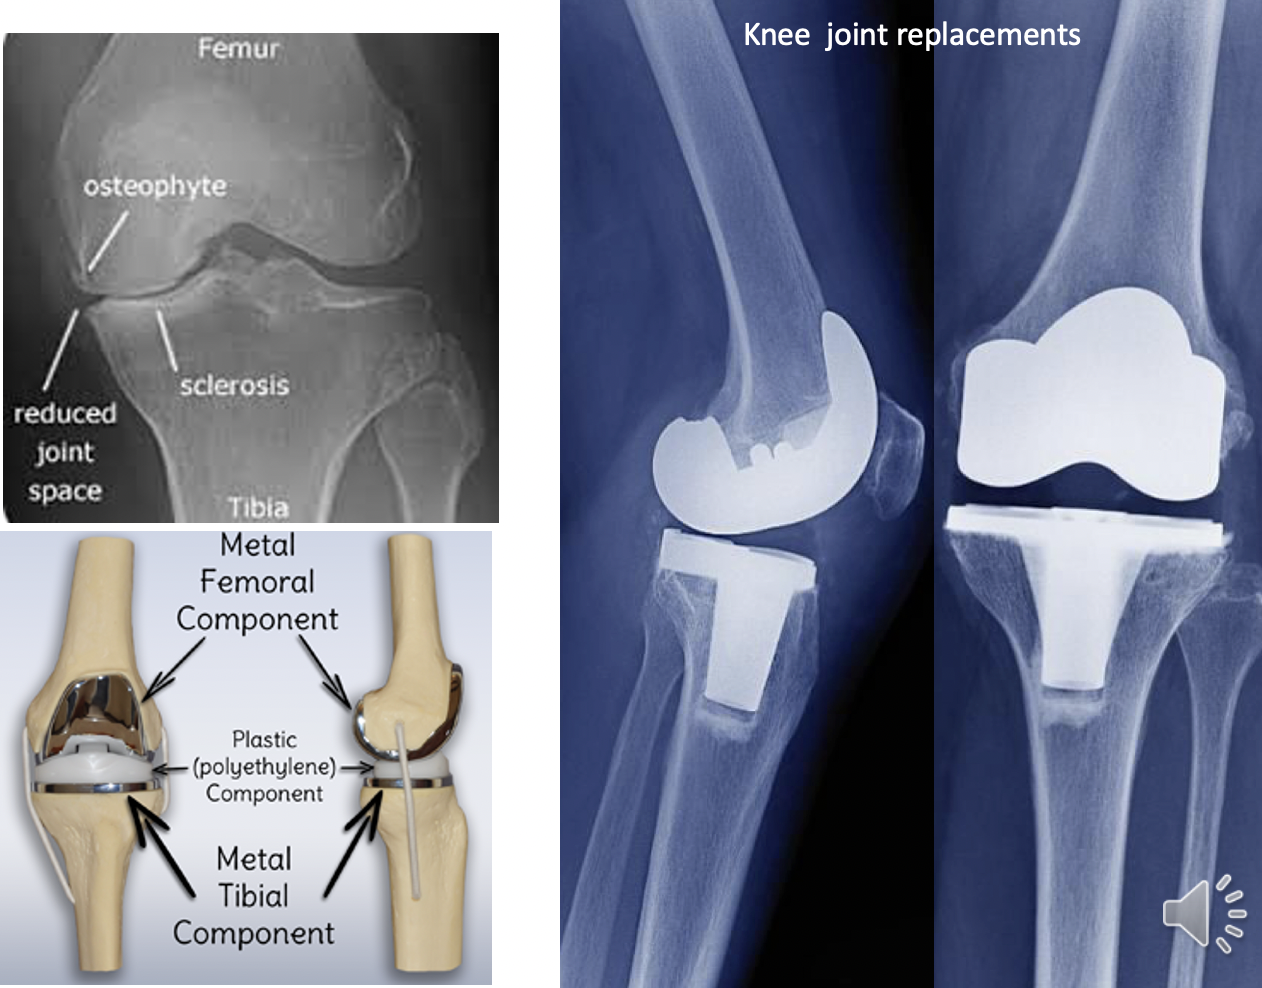 Knee joint replacements
Femur
osteophyte
sclerosis
reduced
joint
space
Tibia
Metal
Femoral
Component
Plastic
(polyethylene)
Component
Metal
Tibial
Component